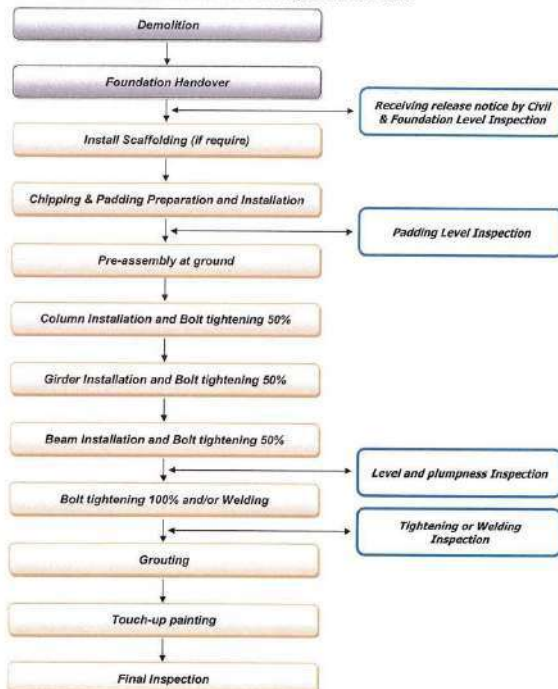 Demolition
Foundation Handover
Receiving release notice by Civil
& Foundation Level Inspection
Install Scaffolding (if require)
Chipping & Padding Preparation and Installation
Padding Level Inspection
Pre-assembly at ground
Column Installation and Bolt tightening 50%
Girder Installation and Bolt tightening 50%
Beam Installation and Bolt tightening 50%
Level and plumpness Inspection
Bolt tightening 100% and/or Welding
Tightening or Welding
Inspection
Grouting
Touch-up painting
Final Inspection